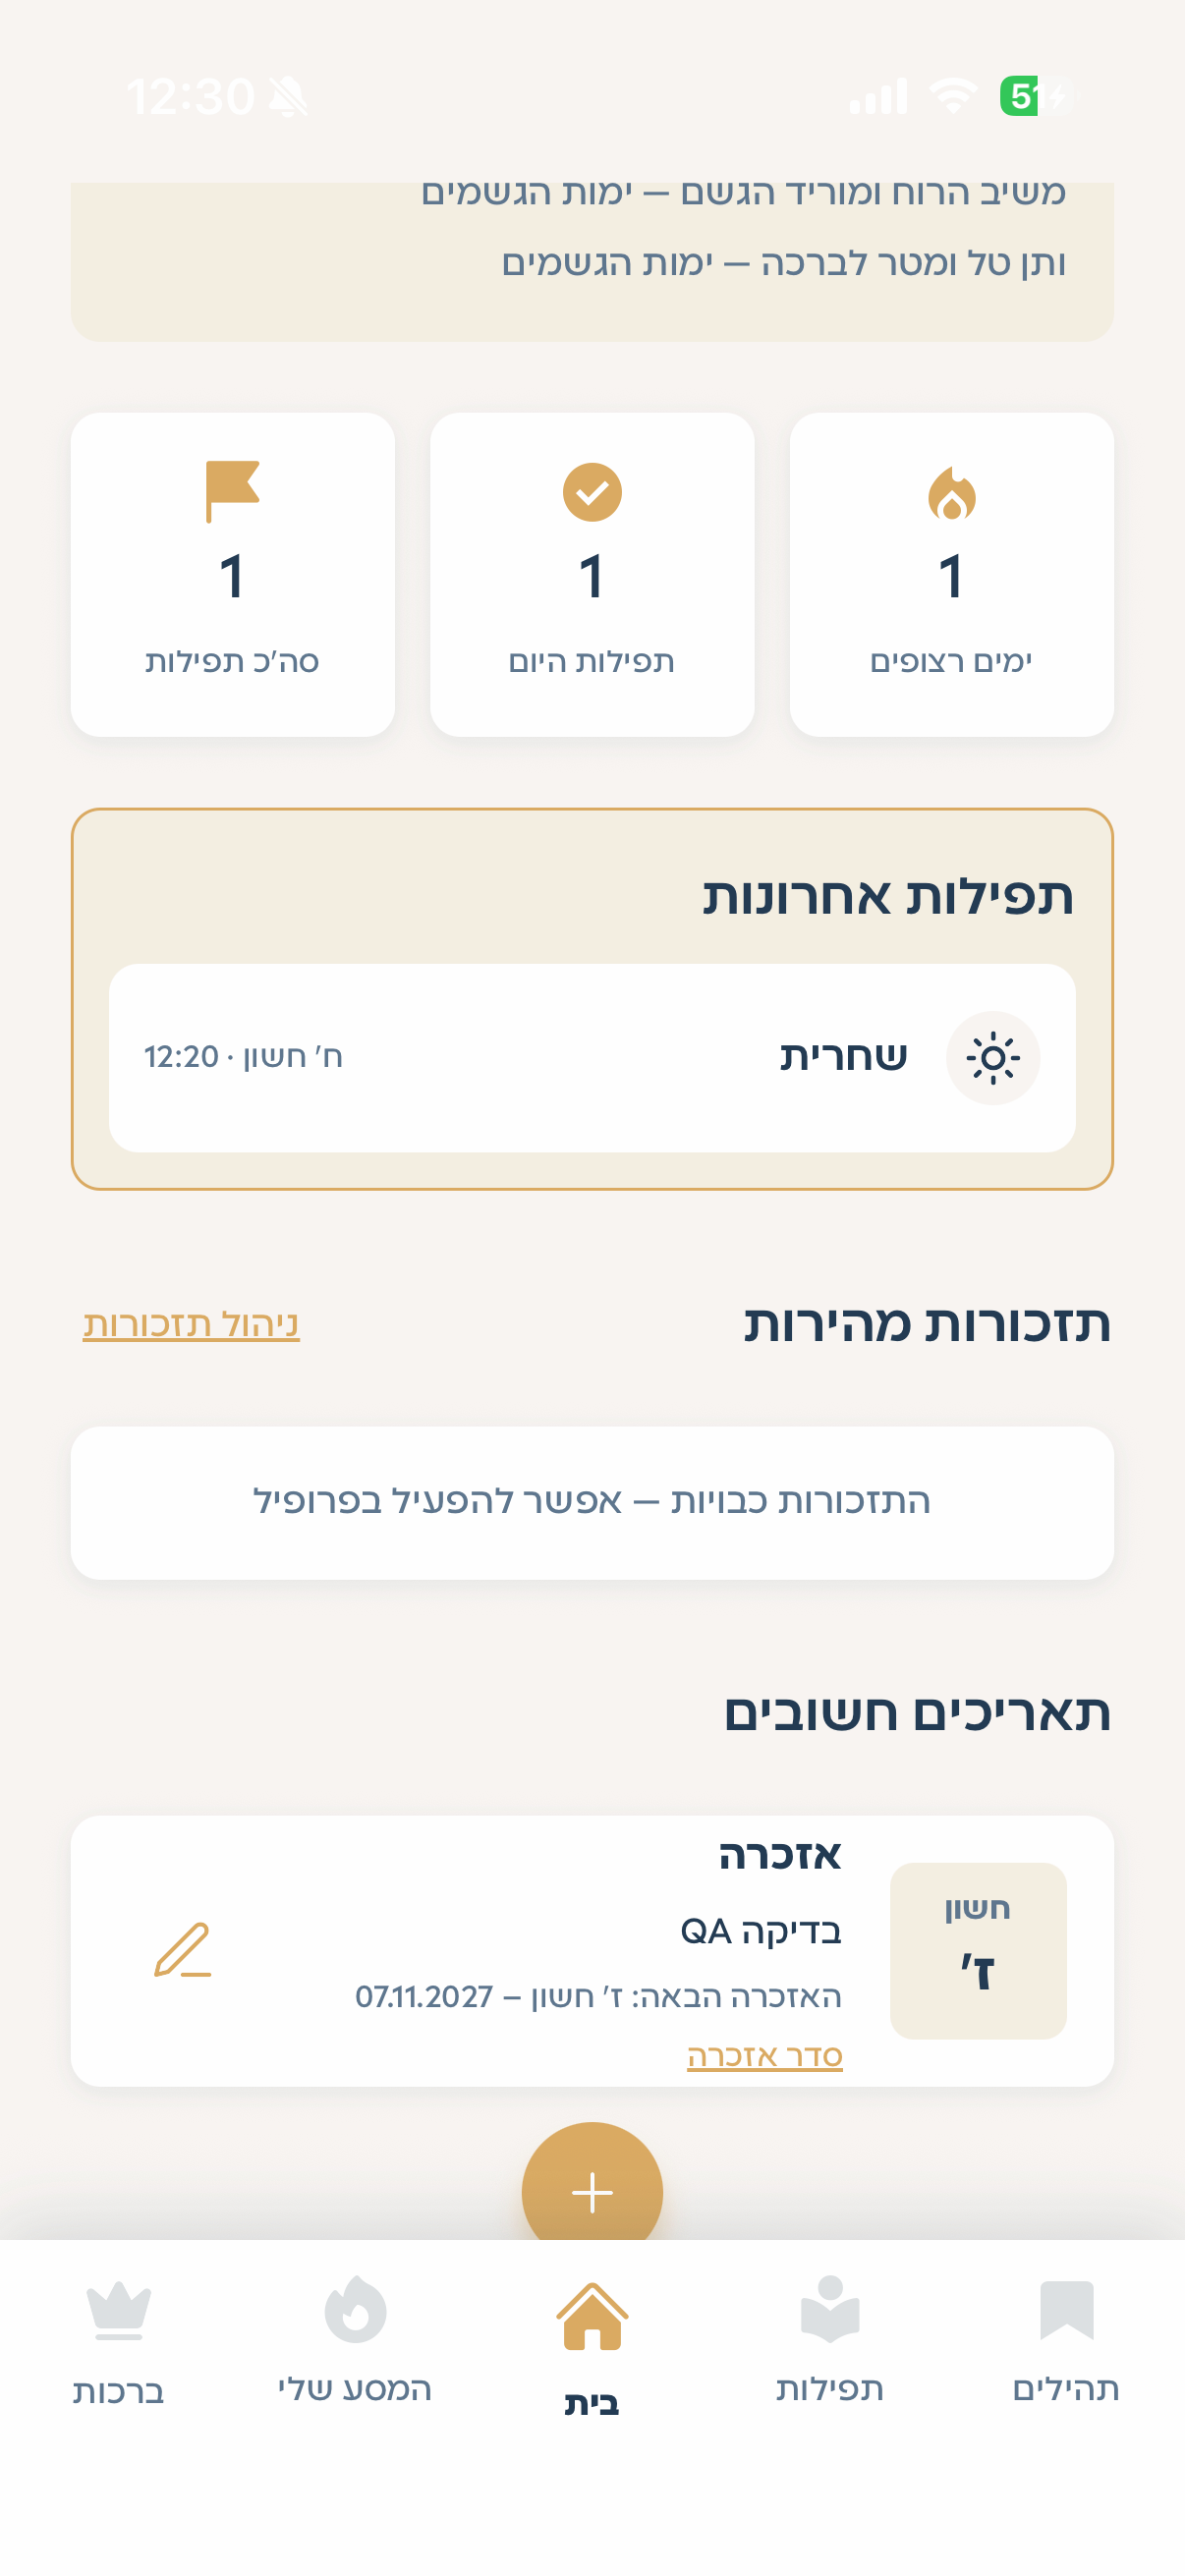 12:30
51
משיב הרוח ומוריד הגשם – ימות הגשמים
ותן טל ומטר לברכה – ימות הגשמים
1
ימים רצופים
1
תפילות היום
1
סה'כ תפילות
תפילות אחרונות
שחרית
ח' חשון · 12:20
תזכורות מהירות
ניהול תזכורות
התזכורות כבויות – אפשר להפעיל בפרופיל
תאריכים חשובים
חשון
ז'
אזכרה
בדיקה QA
האזכרה הבאה: ז' חשון – 07.11.2027
סדר אזכרה
תהילים
תפילות
בית
המסע שלי
ברכות